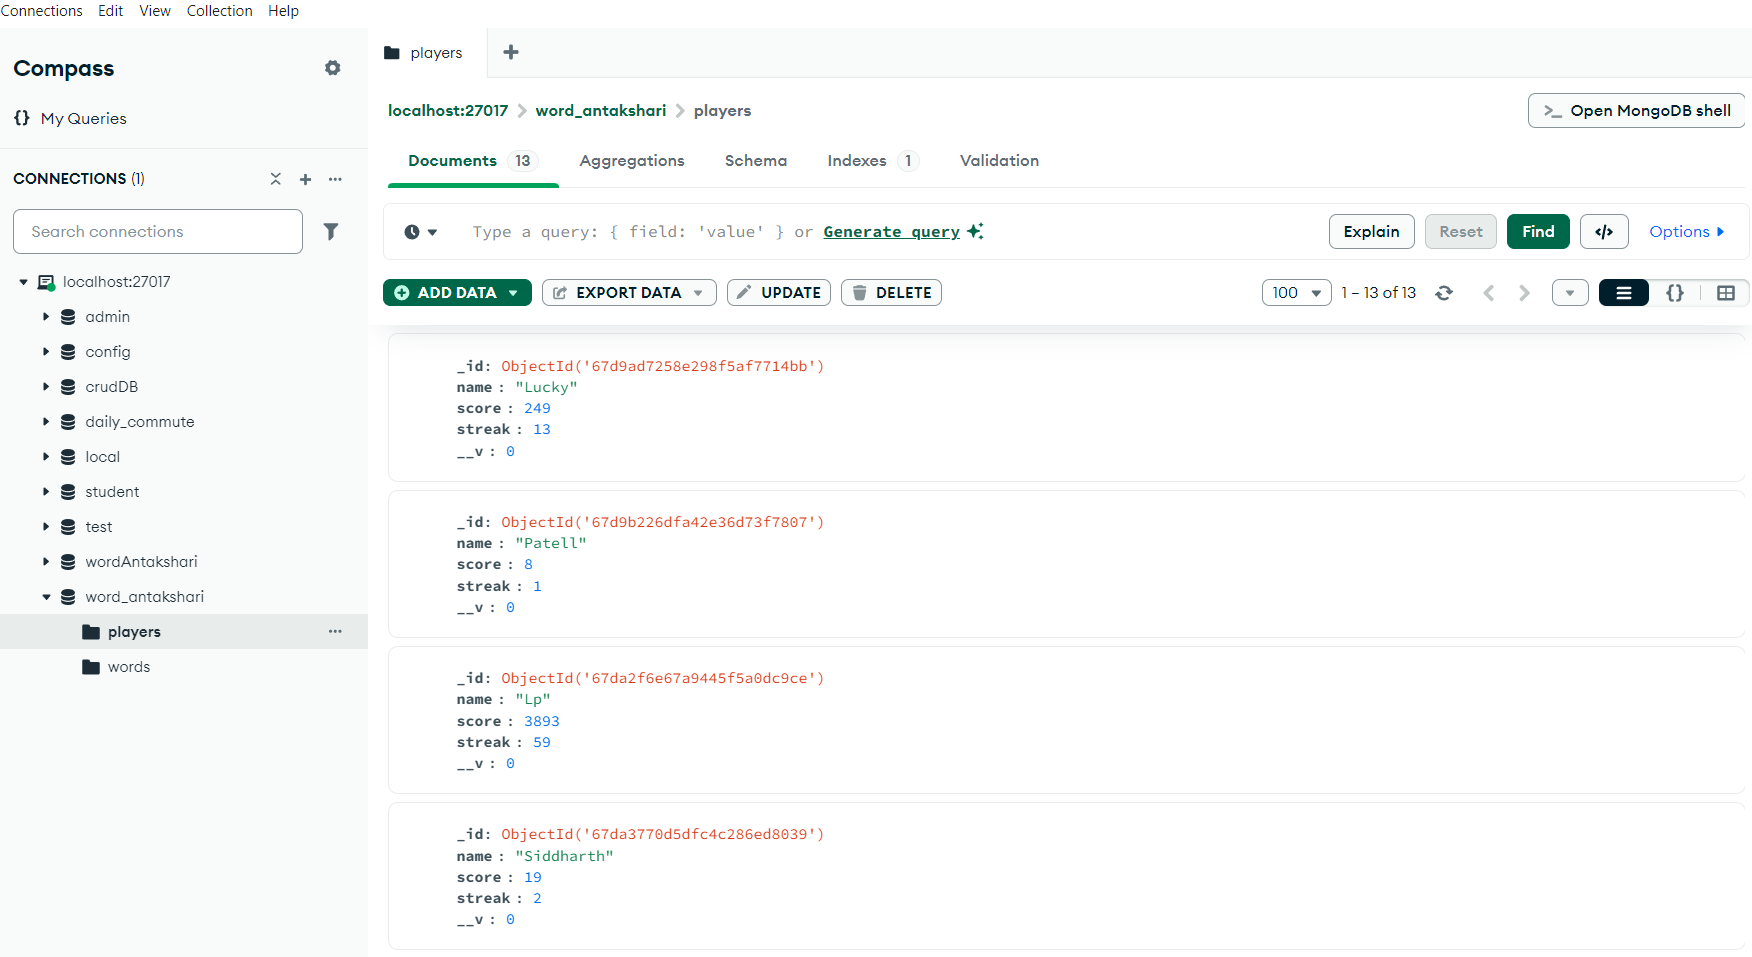 Connections Edit View Collection Help
Compass
{} My Queries
CONNECTIONS (1)
Search connections
localhost:27017
admin
config
crudDB
daily_commute
local
student
test
wordAntakshari
word_antakshari
players
words
players
localhost:27017 > word_antakshari > players
>_ Open MongoDB shell
Documents 13 Aggregations Schema Indexes 1 Validation
Type a query: { field: 'value' } or Generate query
Explain Reset Find </> Options
ADD DATA EXPORT DATA UPDATE DELETE
100 1 – 13 of 13 {}
_id: ObjectId('67d9ad7258e298f5af7714bb')
name : "Lucky"
score : 249
streak : 13
__v : 0
_id: ObjectId('67d9b226dfa42e36d73f7807')
name : "Patell"
score : 8
streak : 1
__v : 0
_id: ObjectId('67da2f6e67a9445f5a0dc9ce')
name : "Lp"
score : 3893
streak : 59
__v : 0
_id: ObjectId('67da3770d5dfc4c286ed8039')
name : "Siddharth"
score : 19
streak : 2
__v : 0